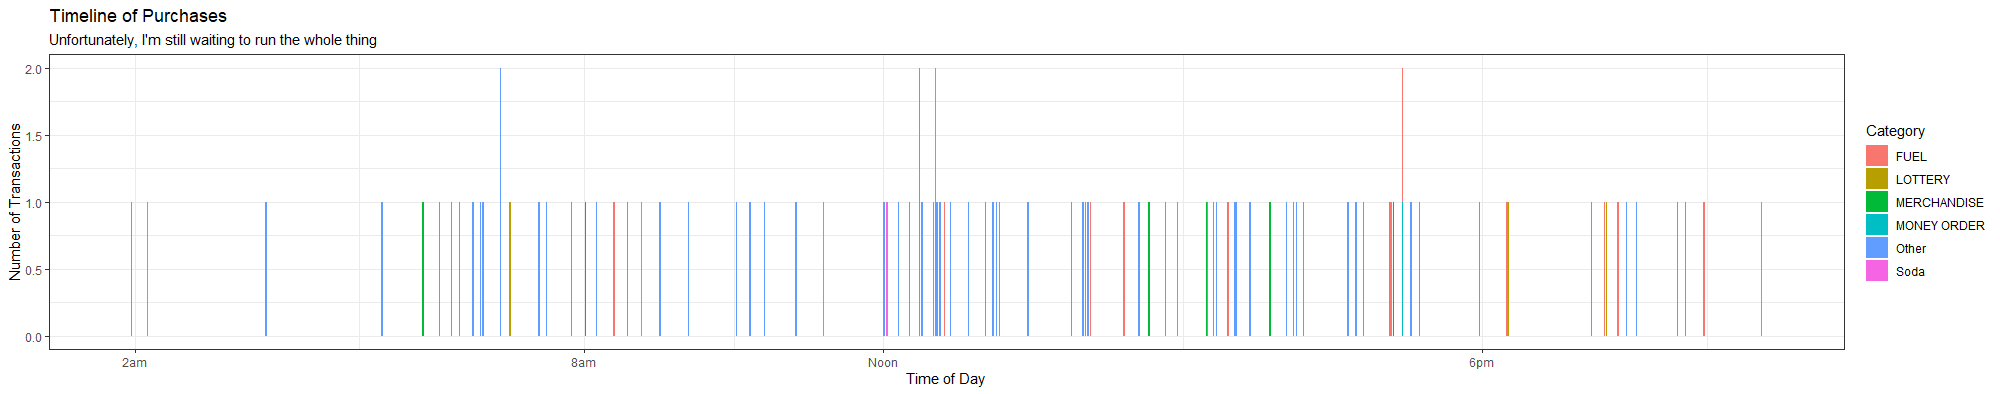 Timeline of Purchases
Unfortunately, I'm still waiting to run the whole thing
Number of Transactions
2.0
1.5
1.0
0.5
0.0
2am
8am
Noon
6pm
Time of Day
Category
FUEL
LOTTERY
MERCHANDISE
MONEY ORDER
Other
Soda